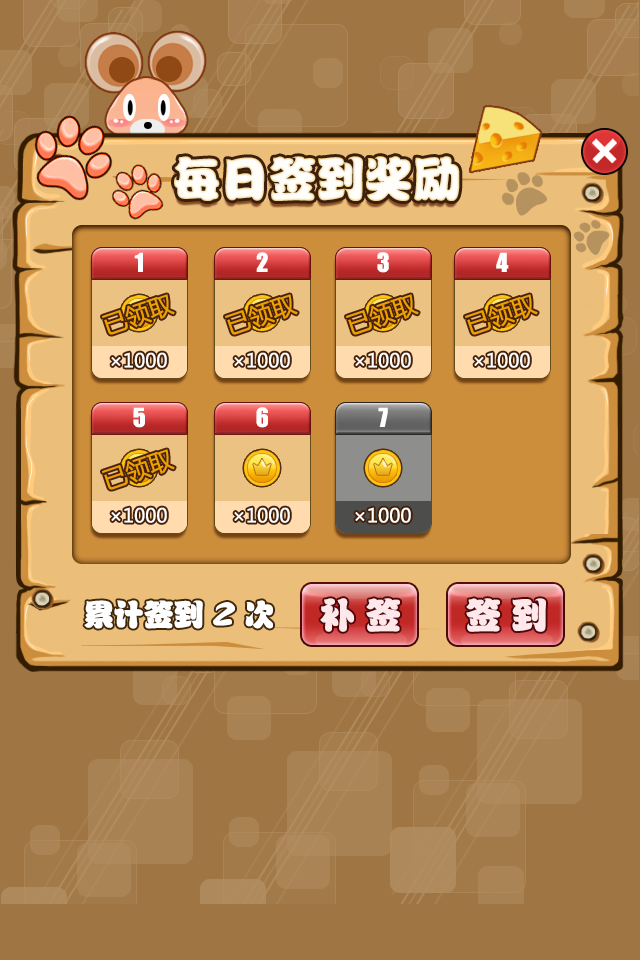 每日签到奖励
1 2 3 4
已领取 已领取 已领取 已领取
×1000 ×1000 ×1000 ×1000
5 6 7
已领取
×1000 ×1000 ×1000
累计签到 2 次 补签 签到